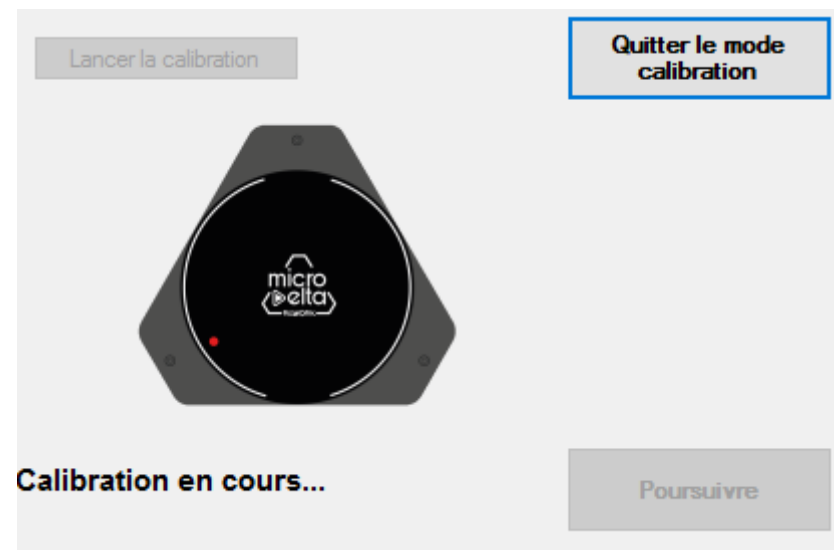 Lancer la calibration
Quitter le mode
calibration
micro
Delta
Calibration en cours...
Poursuivre